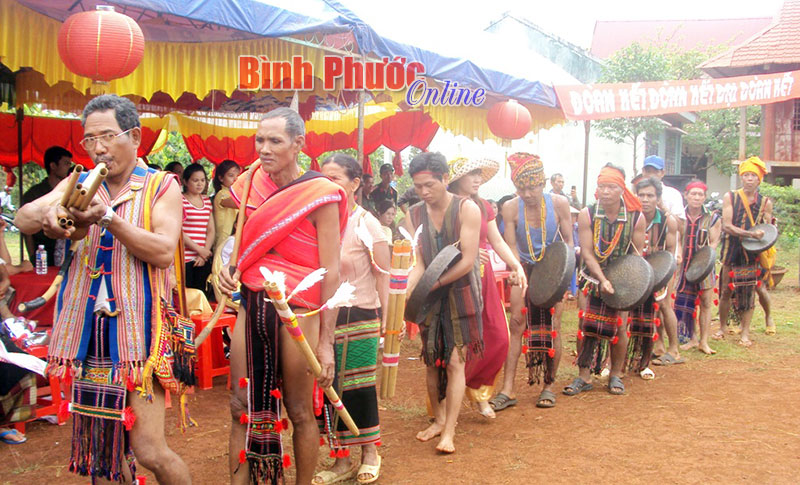 BÌNH PHƯỚC
Online
ĐOÀN KẾT ĐOÀN KẾT ĐẠI ĐOÀN KẾT